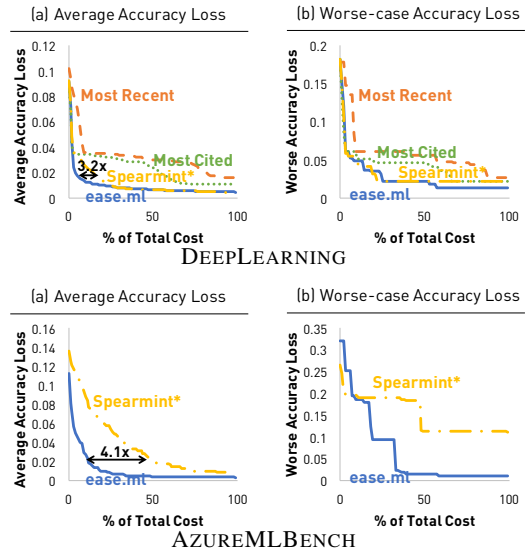 (a) Average Accuracy Loss
Average Accuracy Loss
0.12
0.1
0.08
0.06
0.04
0.02
0
Most Recent
Most Cited
3.2x
Spearmint*
ease.ml
0
50
100
% of Total Cost
(b) Worse-case Accuracy Loss
Worse Accuracy Loss
0.2
0.15
0.1
0.05
0
Most Recent
Most Cited
Spearmint*
ease.ml
0
50
100
% of Total Cost
DEEPLEARNING
(a) Average Accuracy Loss
Average Accuracy Loss
0.16
0.14
0.12
0.1
0.08
0.06
0.04
0.02
0
Spearmint*
4.1x
ease.ml
0
50
100
% of Total Cost
(b) Worse-case Accuracy Loss
Worse Accuracy Loss
0.35
0.3
0.25
0.2
0.15
0.1
0.05
0
Spearmint*
ease.ml
0
50
100
% of Total Cost
AZUREMLBENCH